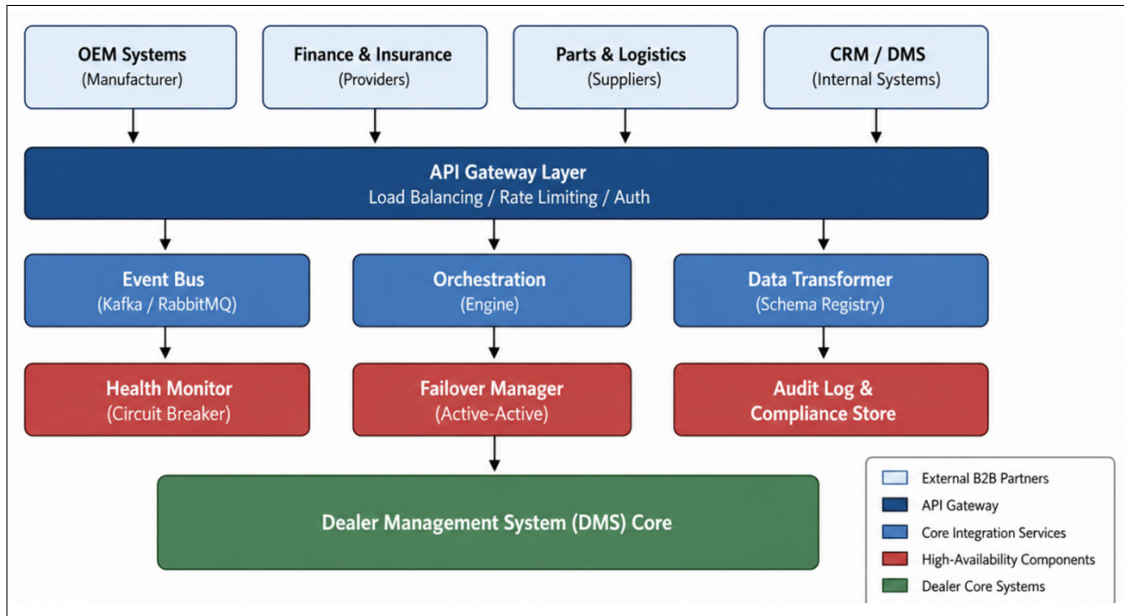 OEM Systems
(Manufacturer)
Finance & Insurance
(Providers)
Parts & Logistics
(Suppliers)
CRM / DMS
(Internal Systems)
API Gateway Layer
Load Balancing / Rate Limiting / Auth
Event Bus
(Kafka / RabbitMQ)
Orchestration
(Engine)
Data Transformer
(Schema Registry)
Health Monitor
(Circuit Breaker)
Failover Manager
(Active-Active)
Audit Log &
Compliance Store
Dealer Management System (DMS) Core
External B2B Partners
API Gateway
Core Integration Services
High-Availability Components
Dealer Core Systems